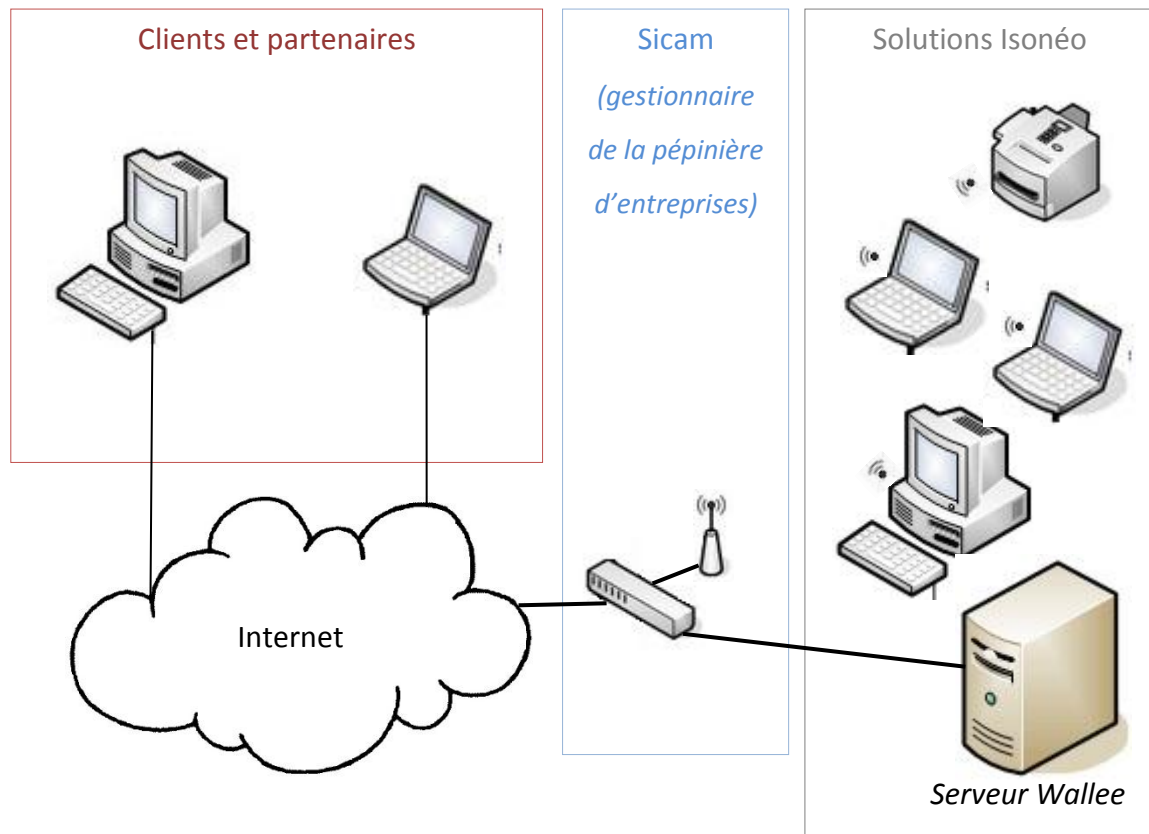 Clients et partenaires
Sicam
(gestionnaire
de la pépinière
d'entreprises)
Solutions Isonéo
Internet
Serveur Wallee